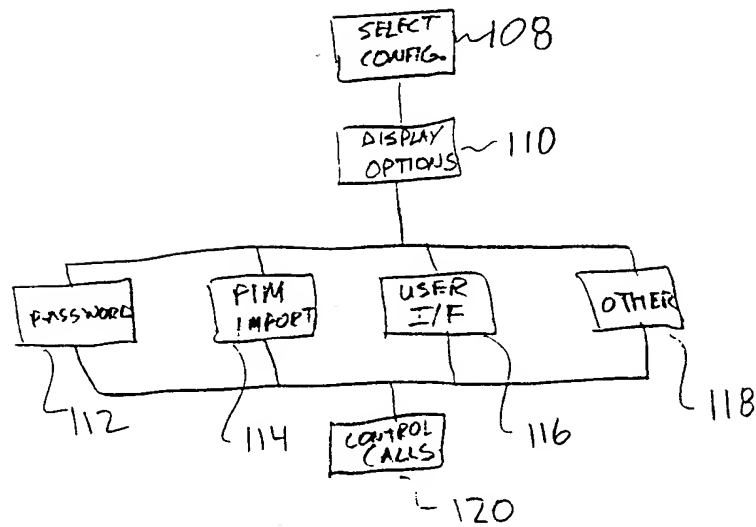 SELECT
CONFIG.
108
DISPLAY
OPTIONS
110
PASSWORD
PIM
IMPORT
USER
I/F
OTHER
112
114
116
118
CONTROL
CALLS
120